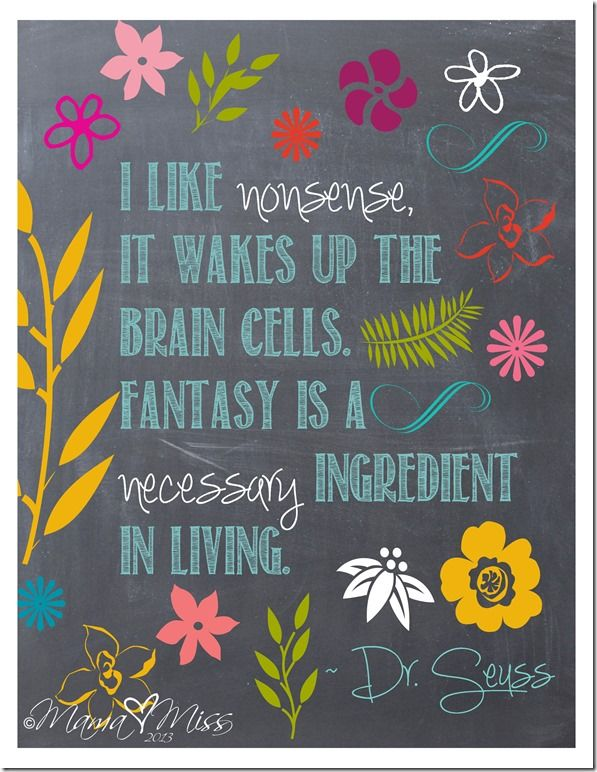 I LIKE nonsense,
IT WAKES UP THE
BRAIN CELLS.
FANTASY IS A
necessary INGREDIENT
IN LIVING.
~ Dr. Seuss
©Mama Miss
2013